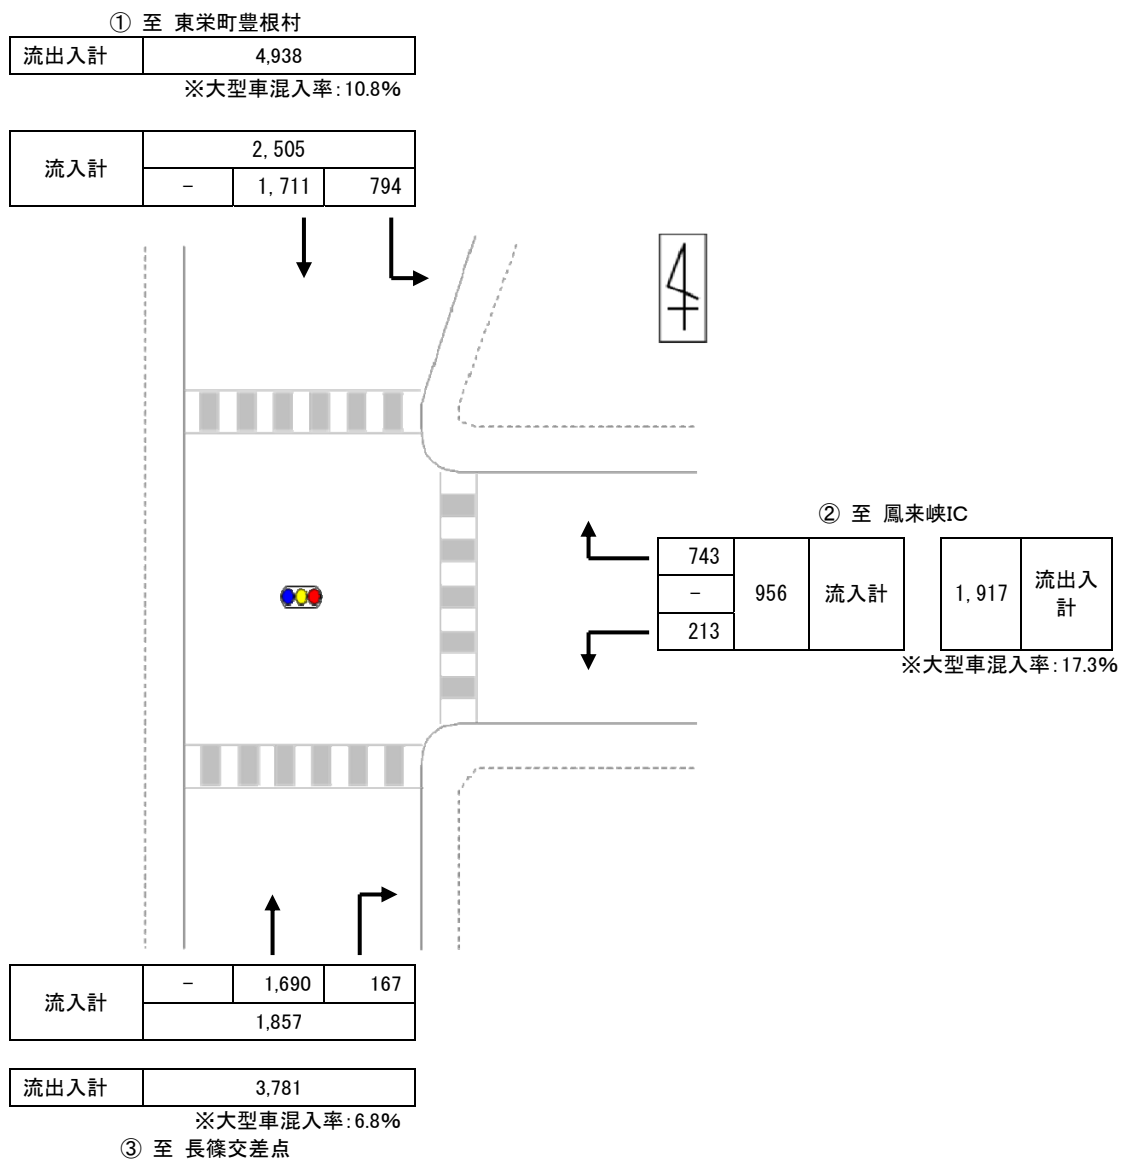 ① 至 東栄町豊根村
流出入計 4,938
※大型車混入率:10.8%
流入計 2,505
− 1,711 794
② 至 鳳来峡IC
743
− 956 流入計 1,917 流出入計
213
※大型車混入率:17.3%
流入計 − 1,690 167
1,857
流出入計 3,781
※大型車混入率:6.8%
③ 至 長篠交差点